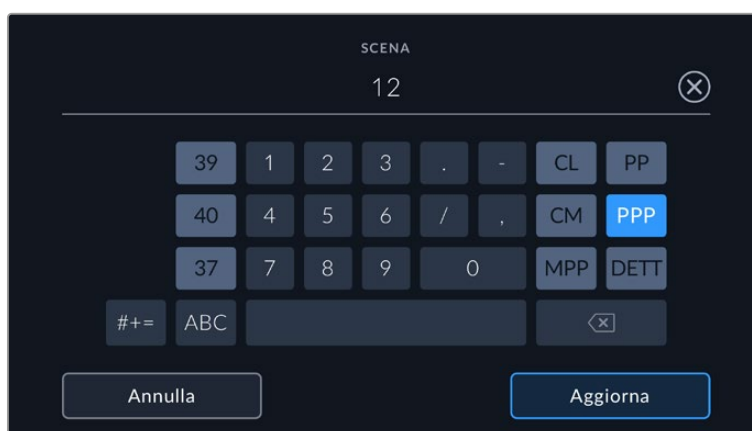 SCENA
12
39 1 2 3 . - CL PP
40 4 5 6 / , CM PPP
37 7 8 9 0 MPP DETT
#+= ABC
Annulla Aggiorna